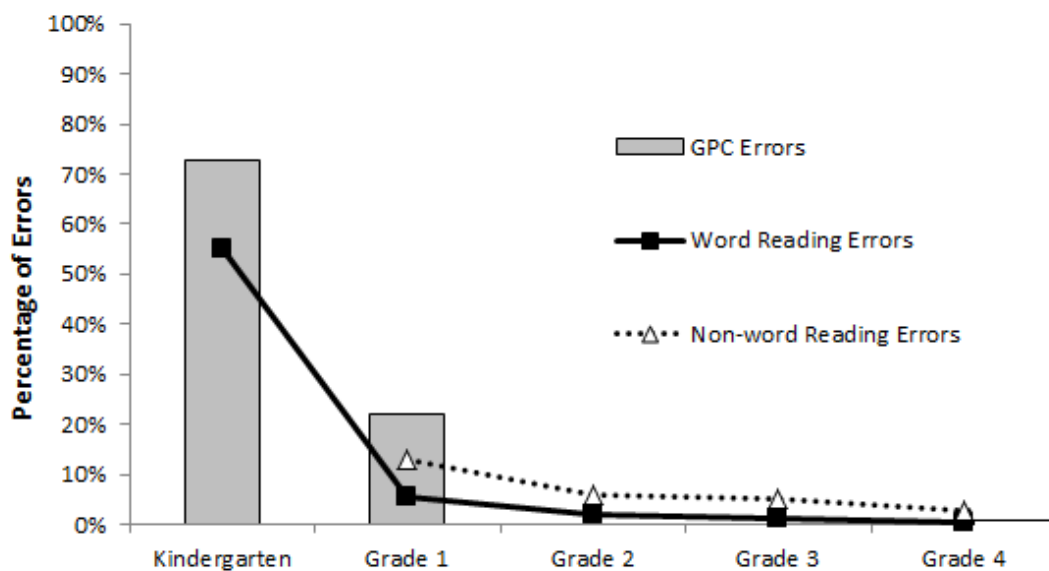 100%
90%
80%
70%
60%
50%
40%
30%
20%
10%
0%
Percentage of Errors
GPC Errors
Word Reading Errors
Non-word Reading Errors
Kindergarten Grade 1 Grade 2 Grade 3 Grade 4